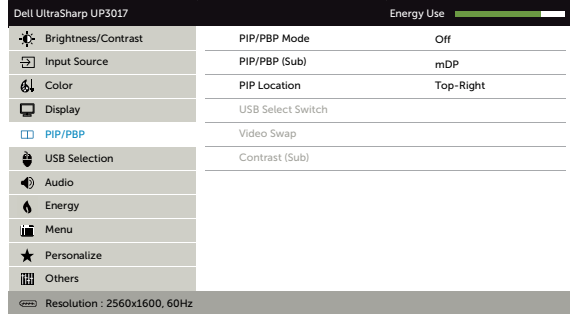 Dell UltraSharp UP3017 Energy Use
Brightness/Contrast PIP/PBP Mode Off
Input Source PIP/PBP (Sub) mDP
Color PIP Location Top-Right
Display USB Select Switch
PIP/PBP Video Swap
USB Selection Contrast (Sub)
Audio
Energy
Menu
Personalize
Others
Resolution : 2560x1600, 60Hz